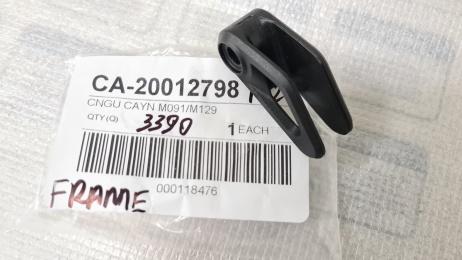 CA-20012798
CNGU CAYN M091/M129
QTY(Q) 3390 1 EACH
FRAME 000118476